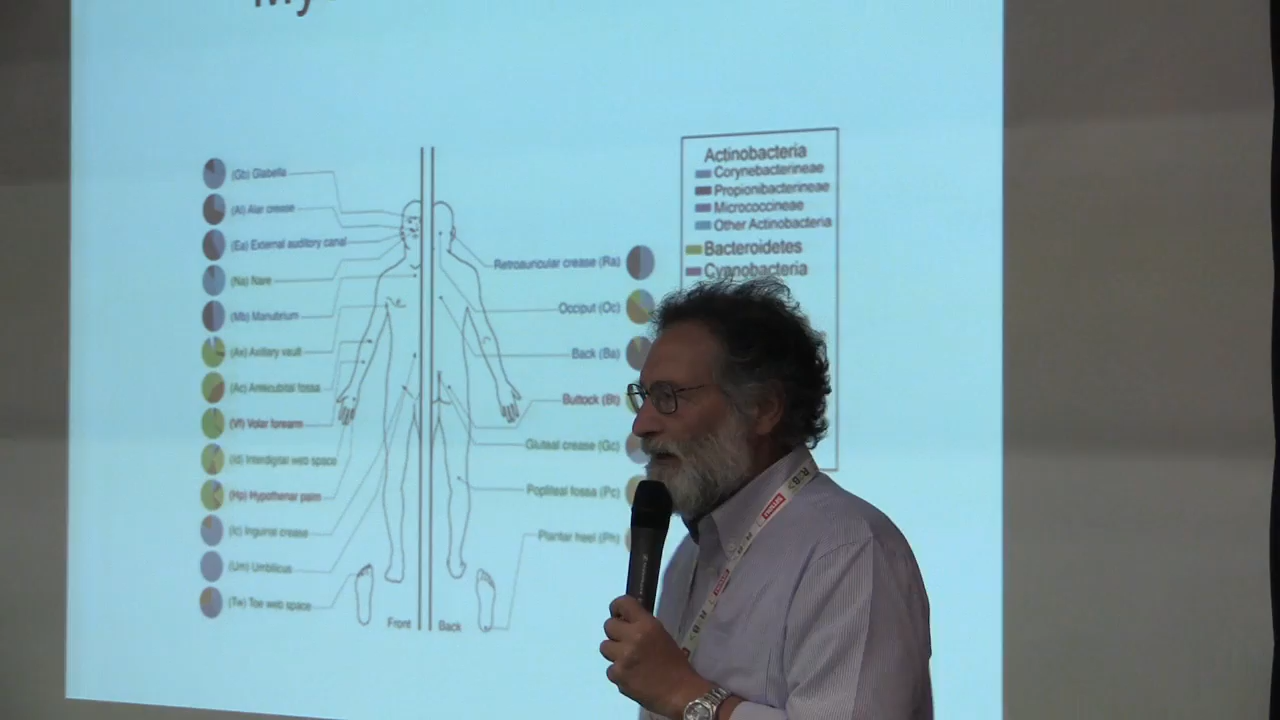 My
(Gb) Glabella
(Al) Alar crease
(Ea) External auditory canal
(Na) Nare
(Mb) Manubrium
(Ax) Axillary vault
(Ac) Antecubital fossa
(Vf) Volar forearm
(Id) Interdigital web space
(Hp) Hypothenar palm
(Ic) Inguinal crease
(Um) Umbilicus
(Tw) Toe web space
Front
Back
Retroauricular crease (Ra)
Occiput (Oc)
Back (Ba)
Buttock (Bt)
Gluteal crease (Gc)
Popliteal fossa (Pc)
Plantar heel (Ph)
Actinobacteria
Corynebacterineae
Propionibacterineae
Micrococcineae
Other Actinobacteria
Bacteroidetes
Cyanobacteria